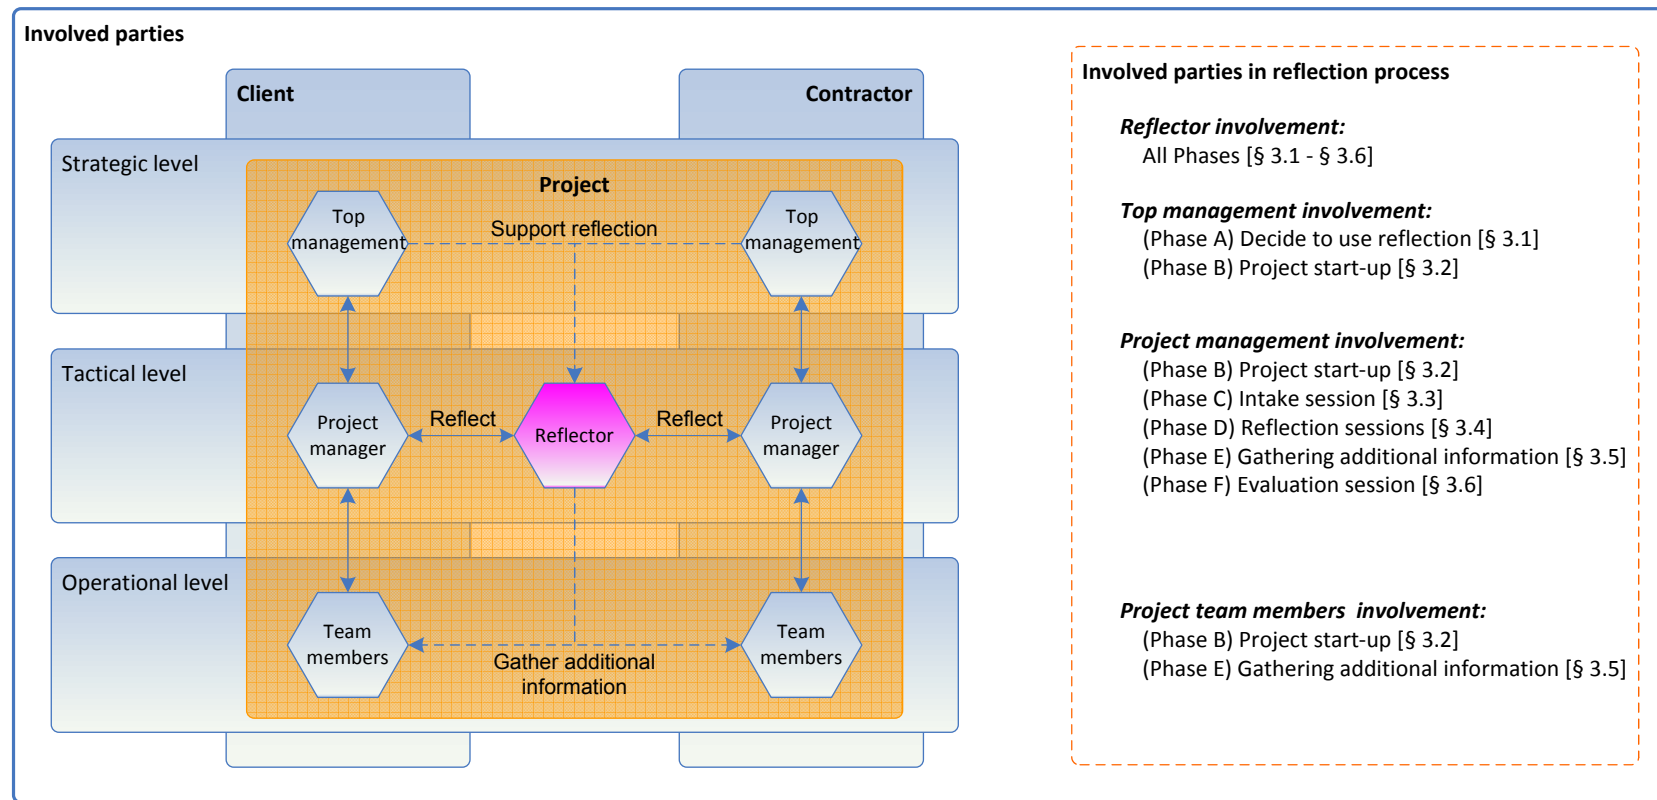 Involved parties
Client
Contractor
Strategic level
Project
Top
management
Support reflection
Top
management
Tactical level
Project
manager
Reflect
Reflector
Reflect
Project
manager
Operational level
Team
members
Gather additional
information
Team
members
Involved parties in reflection process
Reflector involvement:
All Phases [§ 3.1 - § 3.6]
Top management involvement:
(Phase A) Decide to use reflection [§ 3.1]
(Phase B) Project start-up [§ 3.2]
Project management involvement:
(Phase B) Project start-up [§ 3.2]
(Phase C) Intake session [§ 3.3]
(Phase D) Reflection sessions [§ 3.4]
(Phase E) Gathering additional information [§ 3.5]
(Phase F) Evaluation session [§ 3.6]
Project team members  involvement:
(Phase B) Project start-up [§ 3.2]
(Phase E) Gathering additional information [§ 3.5]